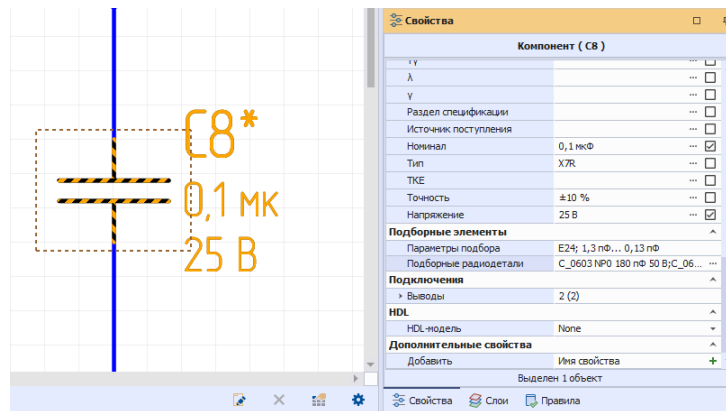 Свойства
Компонент ( C8 )
λ
γ
Раздел спецификации
Источник поступления
Номинал 0,1 мкФ
Тип X7R
ТКЕ
Точность ±10 %
Напряжение 25 В
Подборные элементы
Параметры подбора E24; 1,3 пФ... 0,13 пФ
Подборные радиодетали C_0603 NP0 180 пФ 50 В;C_06...
Подключения
Выводы 2 (2)
HDL
HDL-модель None
Дополнительные свойства
Добавить Имя свойства
Выделен 1 объект
Свойства Слои Правила
C8*
0,1 мк
25 В